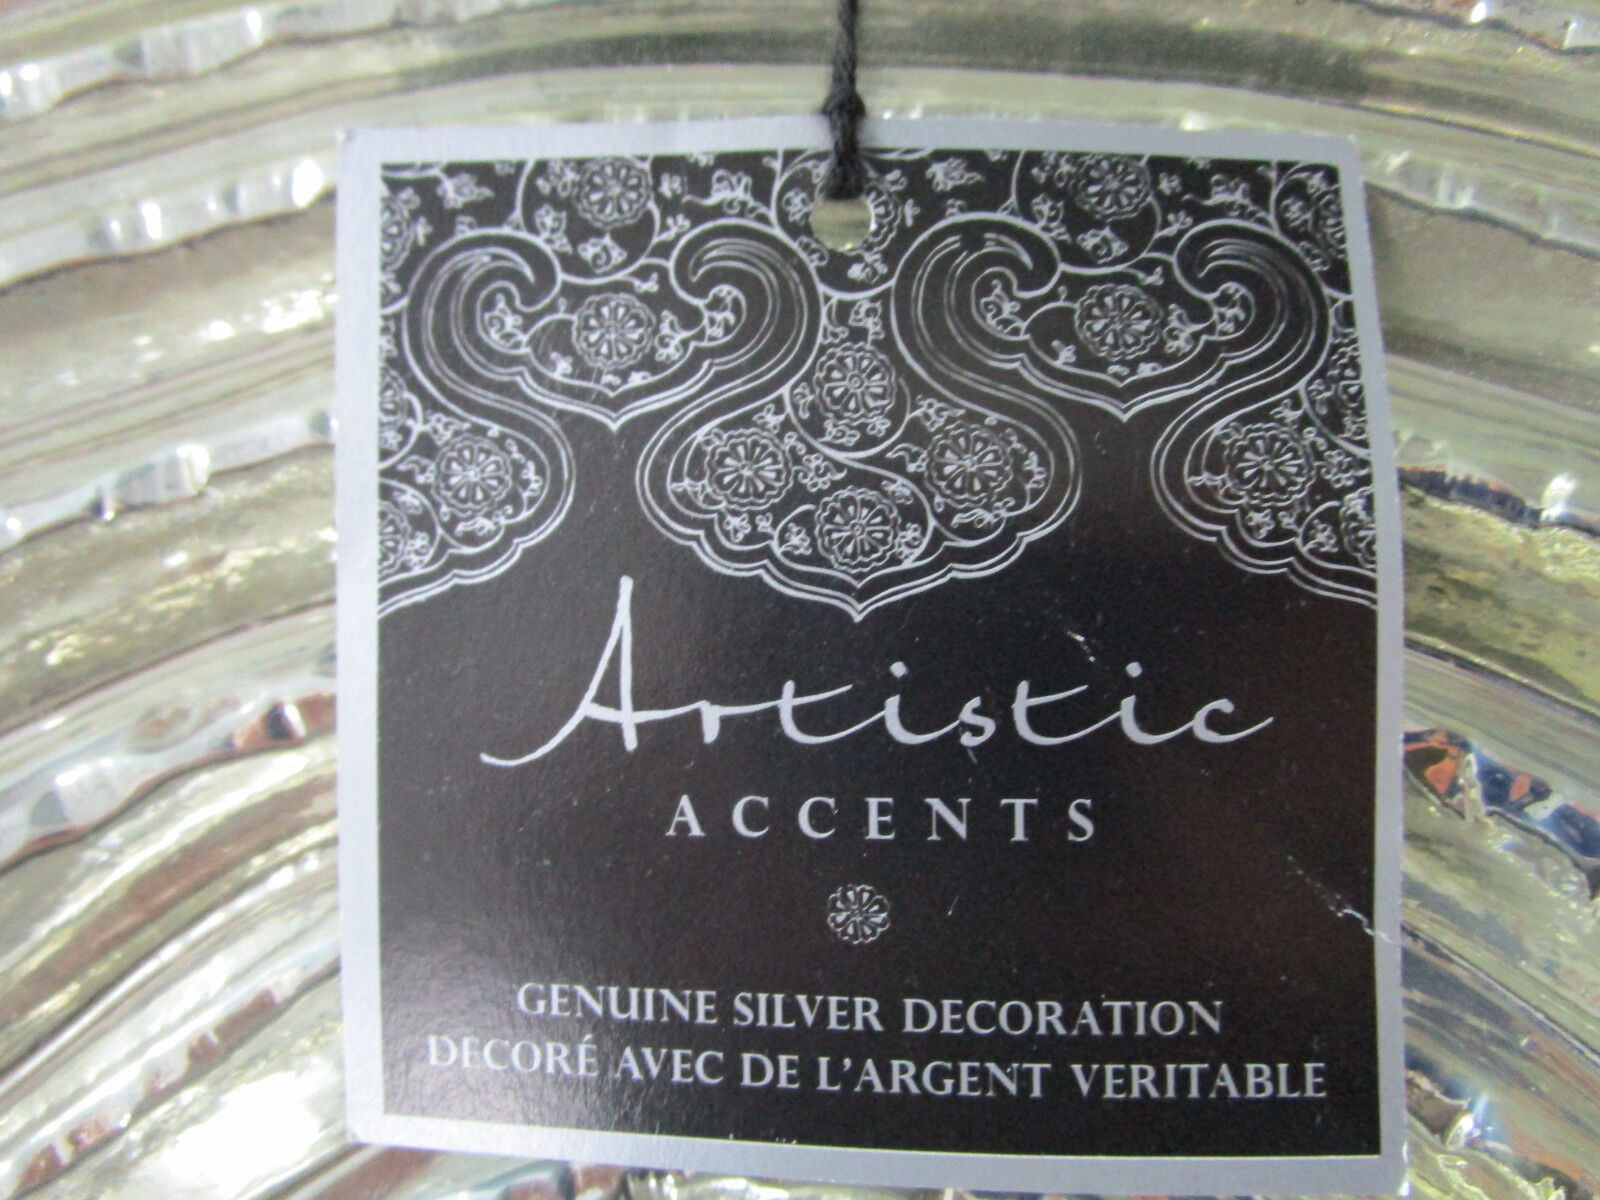 Artistic
ACCENTS
GENUINE SILVER DECORATION
DECORÉ AVEC DE L'ARGENT VERITABLE